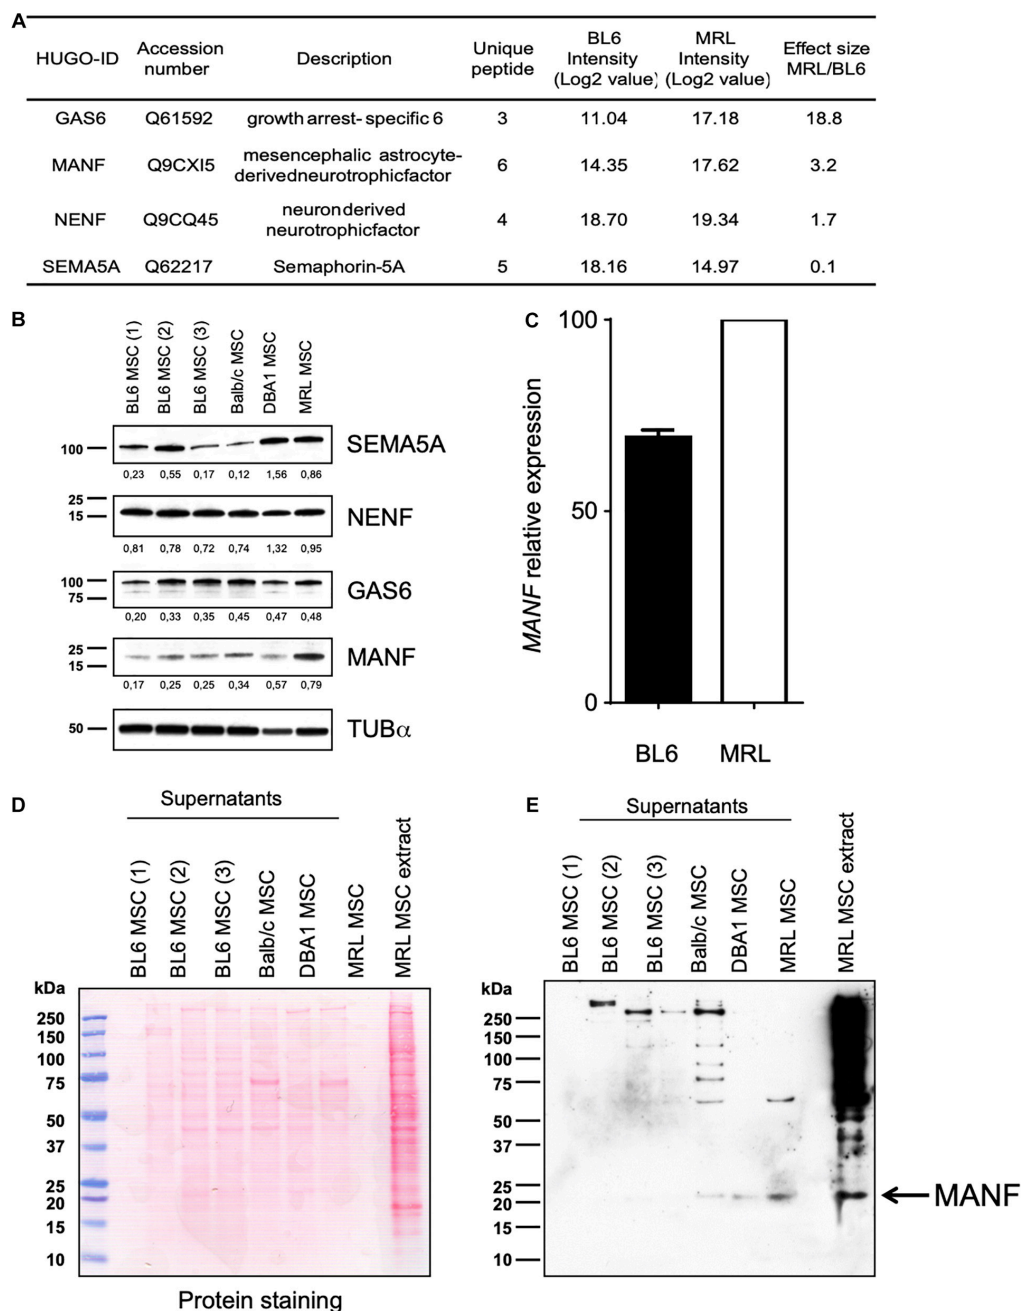 A
HUGO-ID Accession number Description Unique peptide BL6 Intensity (Log2 value) MRL Intensity (Log2 value) Effect size MRL/BL6
GAS6 Q61592 growth arrest- specific 6 3 11.04 17.18 18.8
MANF Q9CXI5 mesencephalic astrocyte-derivedneurotrophicfactor 6 14.35 17.62 3.2
NENF Q9CQ45 neuronderived neurotrophicfactor 4 18.70 19.34 1.7
SEMA5A Q62217 Semaphorin-5A 5 18.16 14.97 0.1
B
BL6 MSC (1)
BL6 MSC (2)
BL6 MSC (3)
Balb/c MSC
DBA1 MSC
MRL MSC
100 SEMA5A
0,23 0,55 0,17 0,12 1,56 0,86
25
15 NENF
0,81 0,78 0,72 0,74 1,32 0,95
100
75 GAS6
0,20 0,33 0,35 0,45 0,47 0,48
25
15 MANF
0,17 0,25 0,25 0,34 0,57 0,79
50 TUBα
C
MANF relative expression
100
50
0
BL6 MRL
D
Supernatants
BL6 MSC (1)
BL6 MSC (2)
BL6 MSC (3)
Balb/c MSC
DBA1 MSC
MRL MSC
MRL MSC extract
kDa
250
150
100
75
50
37
25
20
15
10
Protein staining
E
Supernatants
BL6 MSC (1)
BL6 MSC (2)
BL6 MSC (3)
Balb/c MSC
DBA1 MSC
MRL MSC
MRL MSC extract
kDa
250
150
100
75
50
37
25
20
15
10
MANF